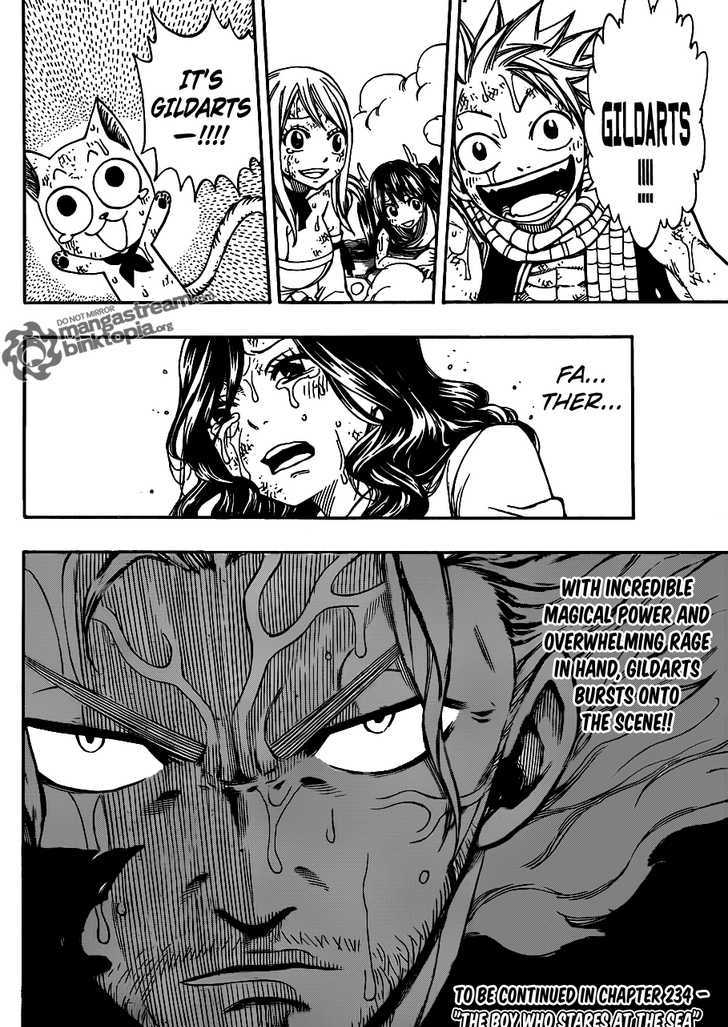 GILDARTS
!!!!
IT'S
GILDARTS
—!!!!
DO NOT MIRROR
mangastream.com
binktopia.org
FA...
THER...
WITH INCREDIBLE
MAGICAL POWER AND
OVERWHELMING RAGE
IN HAND, GILDARTS
BURSTS ONTO
THE SCENE!!
TO BE CONTINUED IN CHAPTER 234 -
"THE BOY WHO STARES AT THE SEA"